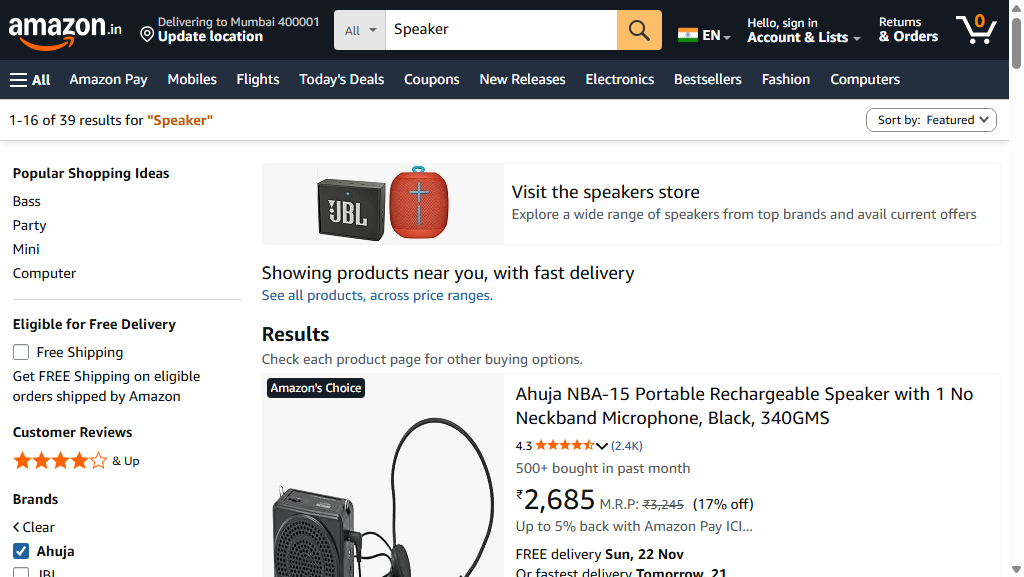 amazon.in
Delivering to Mumbai 400001
Update location
All
Speaker
EN
Hello, sign in
Account & Lists
Returns
& Orders
0
All
Amazon Pay
Mobiles
Flights
Today's Deals
Coupons
New Releases
Electronics
Bestsellers
Fashion
Computers
1-16 of 39 results for "Speaker"
Sort by: Featured
Popular Shopping Ideas
Bass
Party
Mini
Computer
Eligible for Free Delivery
Free Shipping
Get FREE Shipping on eligible
orders shipped by Amazon
Customer Reviews
& Up
Brands
Clear
Ahuja
JBL
JBL
Visit the speakers store
Explore a wide range of speakers from top brands and avail current offers
Showing products near you, with fast delivery
See all products, across price ranges.
Results
Check each product page for other buying options.
Amazon's Choice
Ahuja NBA-15 Portable Rechargeable Speaker with 1 No
Neckband Microphone, Black, 340GMS
4.3 (2.4K)
500+ bought in past month
₹2,685 M.R.P: ₹3,245 (17% off)
Up to 5% back with Amazon Pay ICI…
FREE delivery Sun, 22 Nov
Or fastest delivery Tomorrow, 21